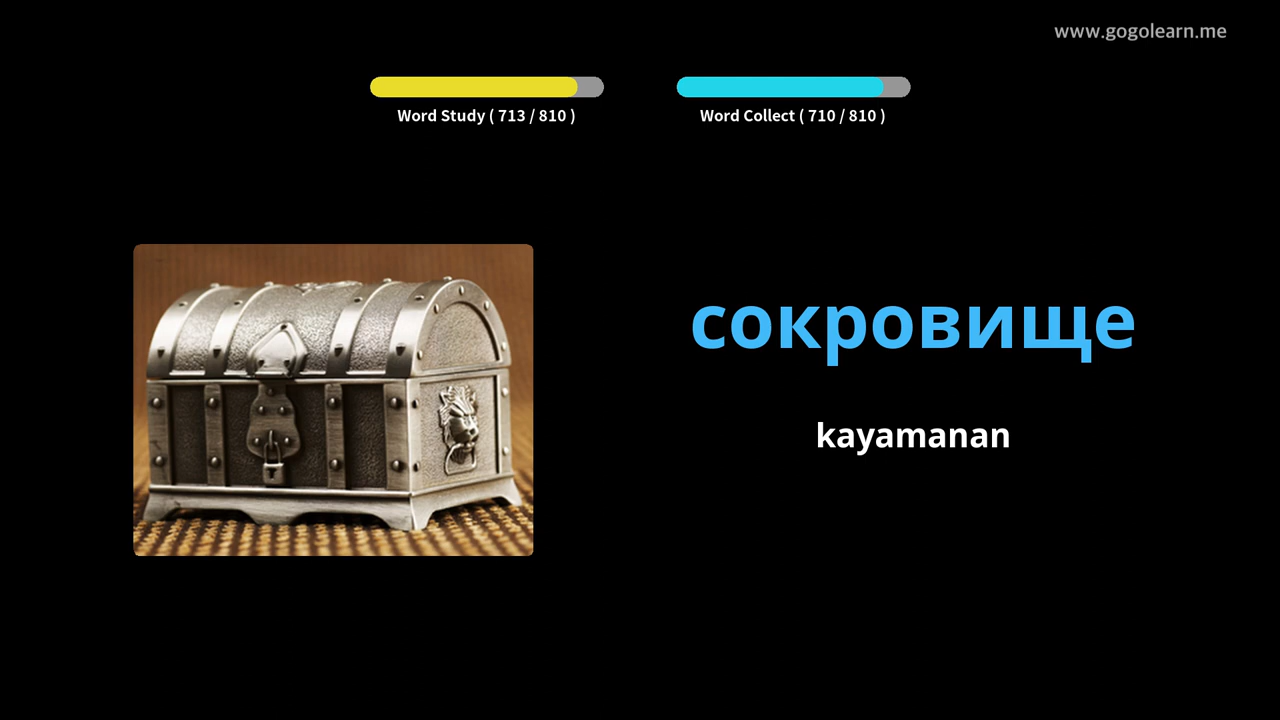 www.gogolearn.me
Word Study ( 713 / 810 )
Word Collect ( 710 / 810 )
сокровище
kayamanan